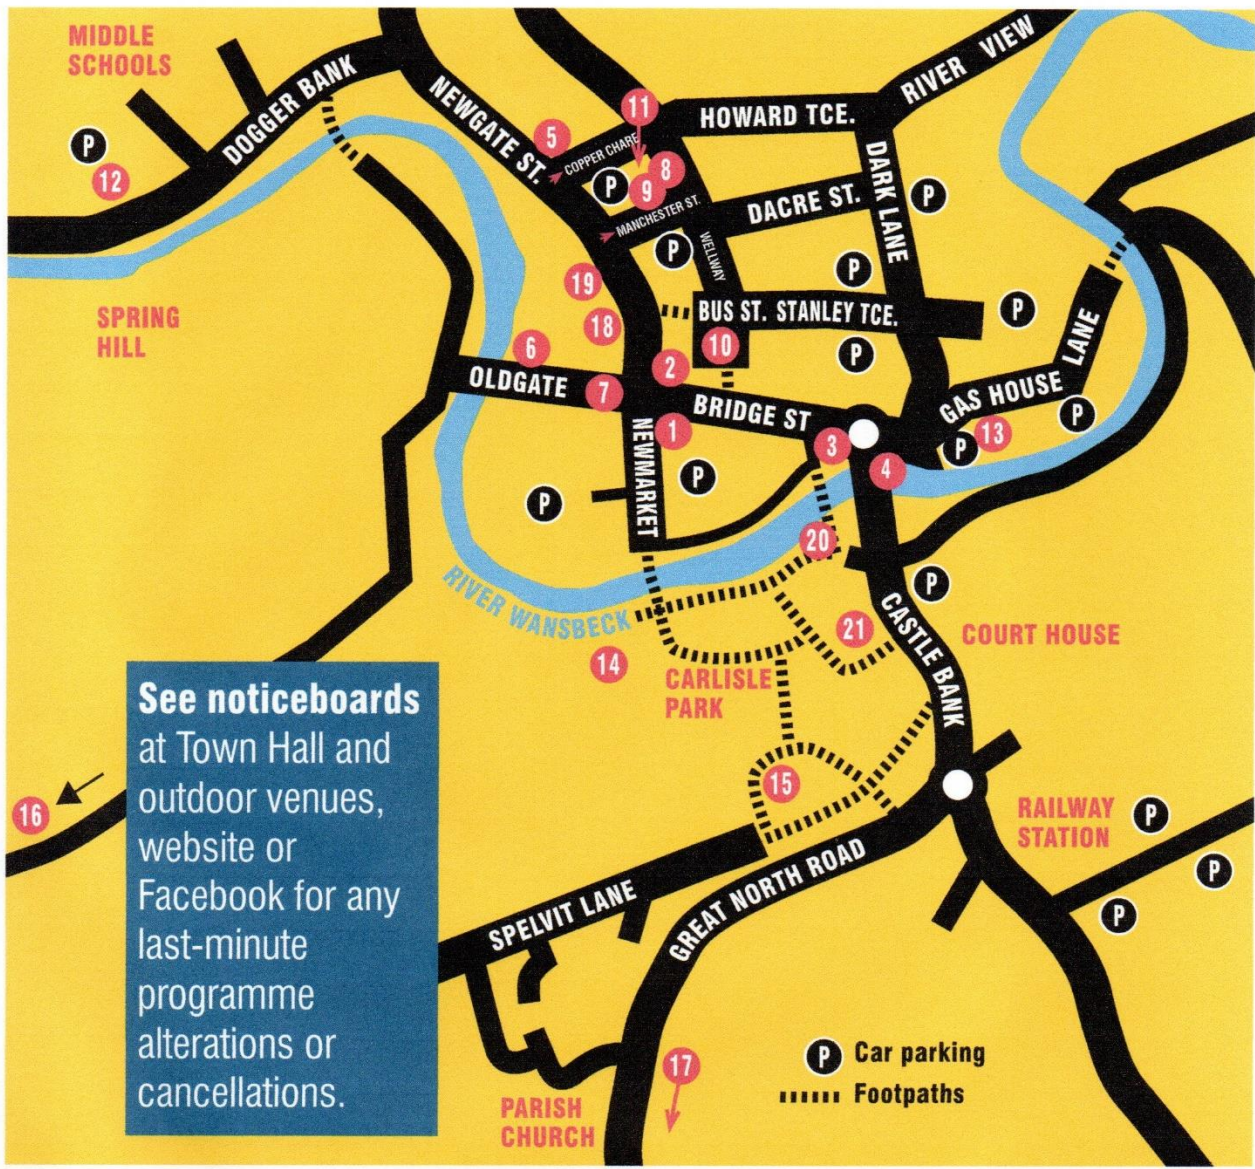 MIDDLE
SCHOOLS
DOGGER BANK
NEWGATE ST.
11
HOWARD TCE.
RIVER VIEW
5
COPPER CHARE
P
12
P
8
9
MANCHESTER ST.
DACRE ST.
DARK LANE
P
P
WELLWAY
P
19
18
SPRING
HILL
BUS ST. STANLEY TCE.
P
10
P
6
2
OLDGATE
7
BRIDGE ST
GAS HOUSE LANE
P
1
3
4
P
13
NEWMARKET
P
P
20
RIVER WANSBECK
P
CASTLE BANK
21
COURT HOUSE
14
CARLISLE
PARK
See noticeboards
at Town Hall and
outdoor venues,
website or
Facebook for any
last-minute
programme
alterations or
cancellations.
16
15
RAILWAY
STATION
P
P
P
SPELVIT LANE
GREAT NORTH ROAD
17
PARISH
CHURCH
P Car parking
Footpaths